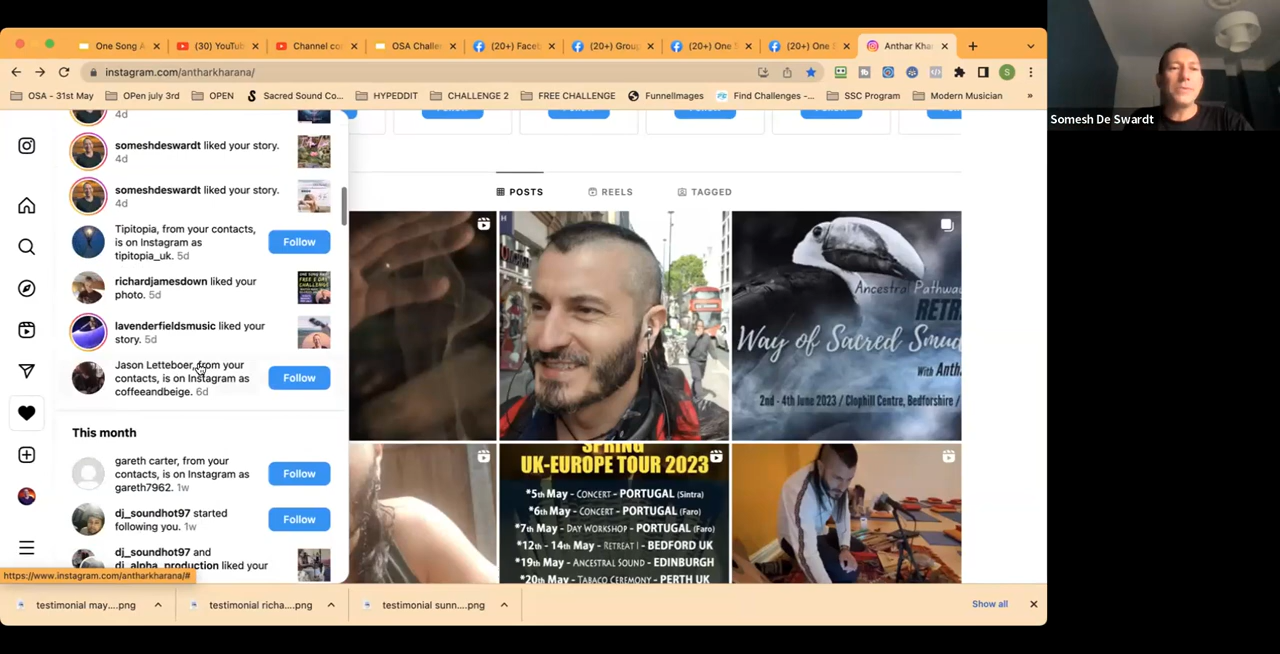 One Song A
(30) YouTub
Channel co
OSA Challe
(20+) Faceb
(20+) Group
(20+) One S
(20+) One S
Anthar Khar
instagram.com/antharkharana/
OSA - 31st May
OPen july 3rd
OPEN
Sacred Sound Co...
HYPEDDIT
CHALLENGE 2
FREE CHALLENGE
FunnelImages
Find Challenges -...
SSC Program
Modern Musician
»
4d
someshdeswardt liked your story.
4d
someshdeswardt liked your story.
4d
Tipitopia, from your contacts,
is on Instagram as
tipitopia_uk. 5d
Follow
richardjamesdown liked your
photo. 5d
lavenderfieldsmusic liked your
story. 5d
Jason Letteboer, from your
contacts, is on Instagram as
coffeeandbeige. 6d
Follow
This month
gareth carter, from your
contacts, is on Instagram as
gareth7962. 1w
Follow
dj_soundhot97 started
following you. 1w
Follow
dj_soundhot97 and
dj_alpha_production liked your
https://www.instagram.com/antharkharana/#
POSTS
REELS
TAGGED
Ancestral Pathwa
RETR
Way of Sacred Smud
With Anth
2nd - 4th June 2023 / Clophill Centre, Bedfordshire /
SPRING
UK-EUROPE TOUR 2023
*5th May - Concert - PORTUGAL (Sintra)
*6th May - Concert - PORTUGAL (Faro)
*7th May - Day Workshop - PORTUGAL (Faro)
*12th - 14th May - Retreat | - BEDFORD UK
*19th May - Ancestral Sound - EDINBURGH
*20th May - Tabaco Ceremony - PERTH UK
testimonial may....png
testimonial richa....png
testimonial sunn....png
Show all
Somesh De Swardt